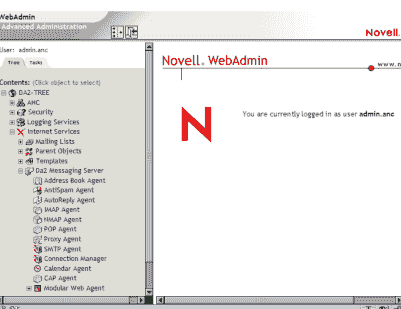 WebAdmin
Advanced Administration
Novell.
User: admin.anc
Tree Tasks
Contents: (Click object to select)
DA2-TREE
ANC
Security
Logging Services
Internet Services
Mailing Lists
Parent Objects
Templates
Da2 Messaging Server
Address Book Agent
AntiSpam Agent
AutoReply Agent
IMAP Agent
NMAP Agent
POP Agent
Proxy Agent
SMTP Agent
Connection Manager
Calendar Agent
CAP Agent
Modular Web Agent
Novell. WebAdmin
www.n
N
You are currently logged in as user admin.anc